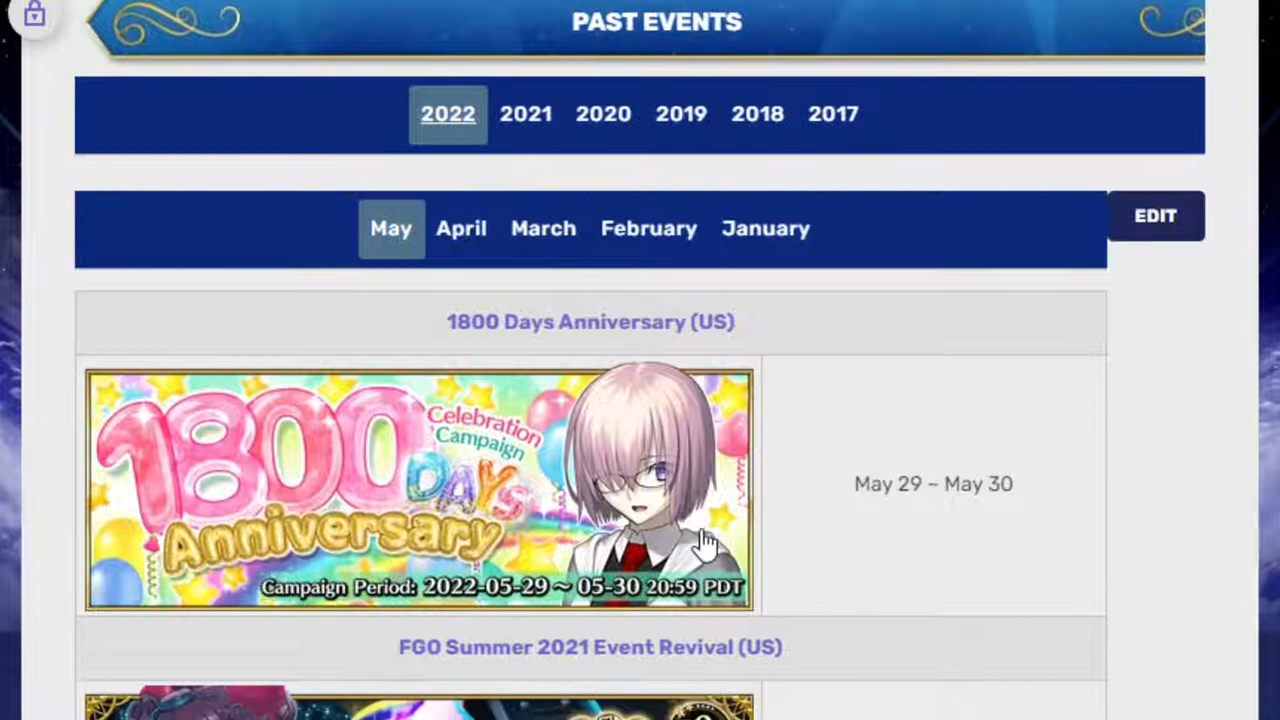 PAST EVENTS
2022 2021 2020 2019 2018 2017
May April March February January
EDIT
1800 Days Anniversary (US)
1800
Celebration
Campaign
DAYS
Anniversary
Campaign Period: 2022-05-29 ~ 05-30 20:59 PDT
May 29 ~ May 30
FGO Summer 2021 Event Revival (US)